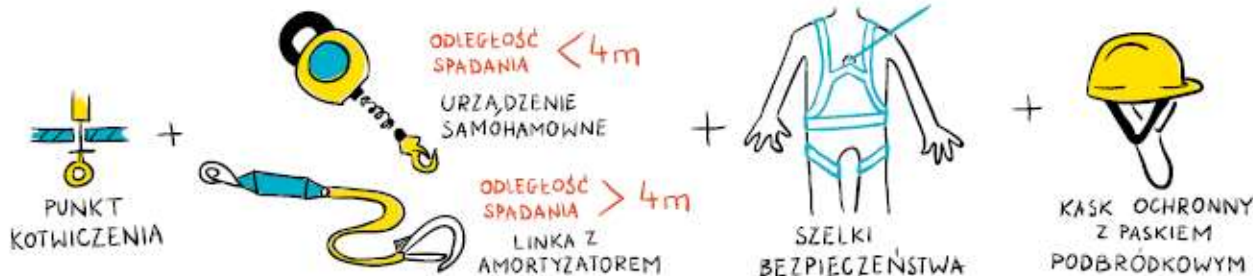 PUNKT
KOTWICZENIA
+
ODLEGŁOŚĆ
SPADANIA < 4m
URZĄDZENIE
SAMOHAMOWNE
ODLEGŁOŚĆ
SPADANIA > 4m
LINKA Z
AMORTYZATOREM
+
SZELKI
BEZPIECZEŃSTWA
+
KASK OCHRONNY
Z PASKIEM
PODBRÓDKOWYM